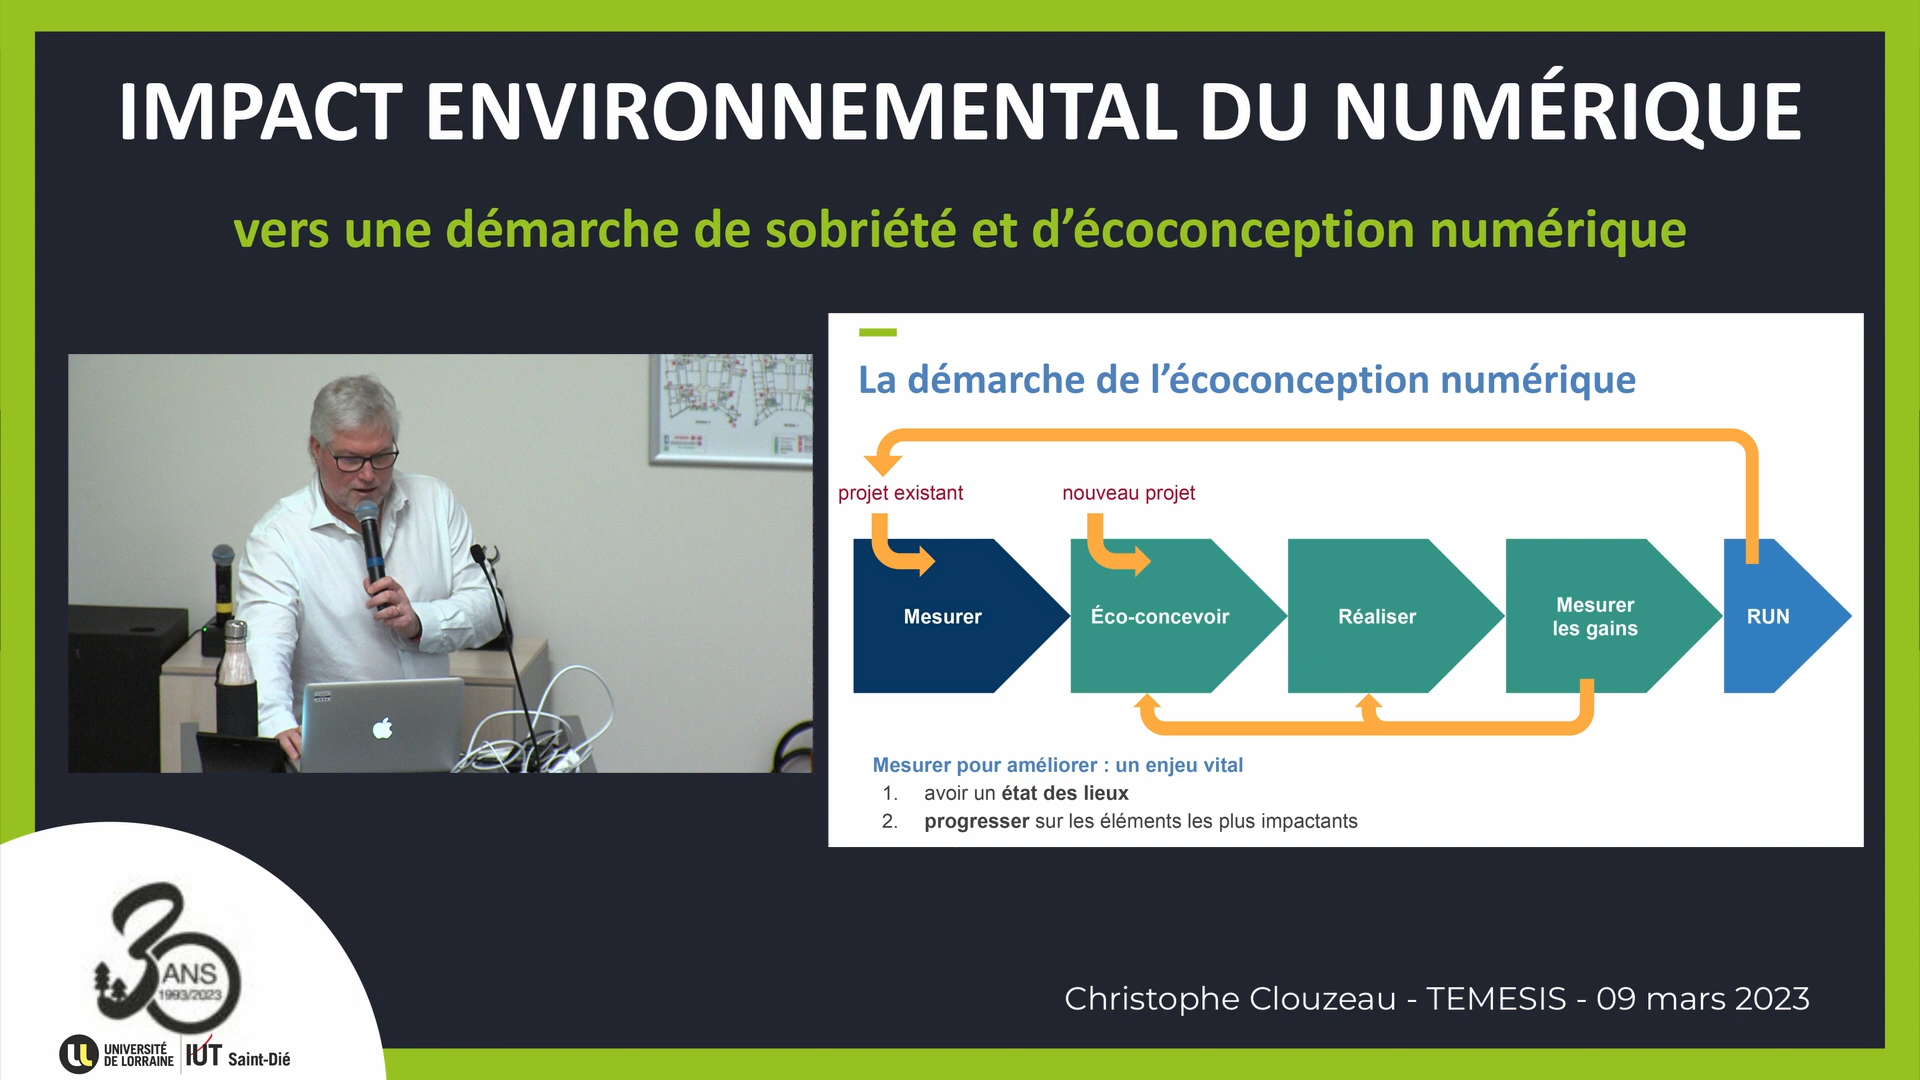 IMPACT ENVIRONNEMENTAL DU NUMÉRIQUE
vers une démarche de sobriété et d’écoconception numérique
La démarche de l’écoconception numérique
projet existant
nouveau projet
Mesurer
Éco-concevoir
Réaliser
Mesurer
les gains
RUN
Mesurer pour améliorer : un enjeu vital
1. avoir un état des lieux
2. progresser sur les éléments les plus impactants
30
ANS
1993/2023
UNIVERSITÉ
DE LORRAINE
IUT Saint-Dié
Christophe Clouzeau - TEMESIS - 09 mars 2023